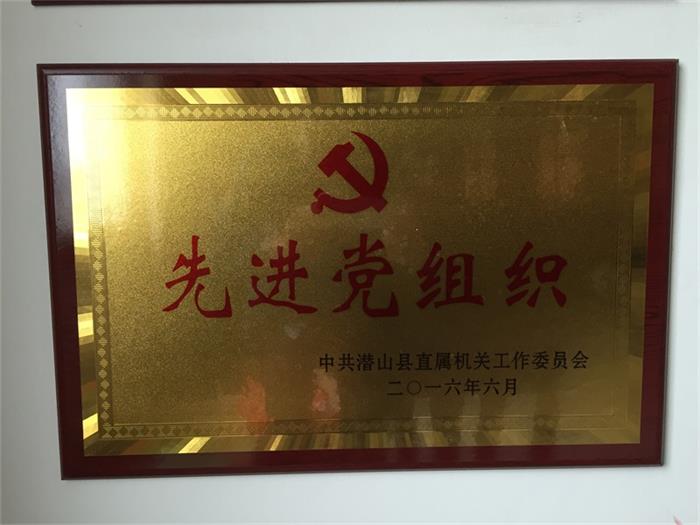 先进党组织
中共潜山县直属机关工作委员会
二〇一六年六月